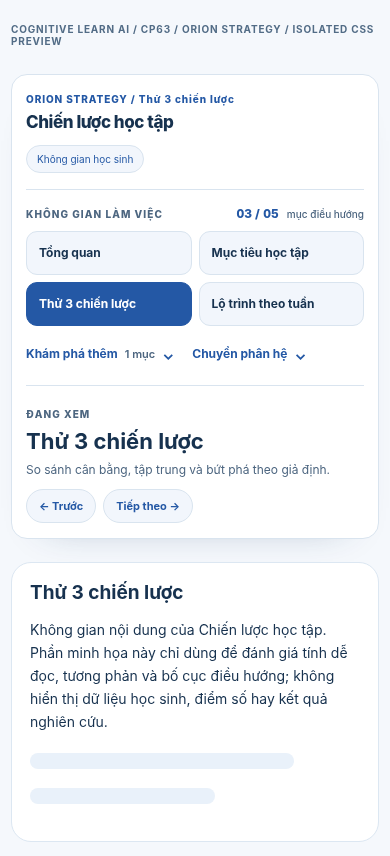 COGNITIVE LEARN AI / CP63 / ORION STRATEGY / ISOLATED CSS
PREVIEW
ORION STRATEGY / Thử 3 chiến lược
Chiến lược học tập
Không gian học sinh
KHÔNG GIAN LÀM VIỆC
03 / 05 mục điều hướng
Tổng quan
Mục tiêu học tập
Thử 3 chiến lược
Lộ trình theo tuần
Khám phá thêm 1 mục
Chuyển phân hệ
ĐANG XEM
Thử 3 chiến lược
So sánh cân bằng, tập trung và bứt phá theo giả định.
← Trước
Tiếp theo →
Thử 3 chiến lược
Không gian nội dung của Chiến lược học tập.
Phần minh họa này chỉ dùng để đánh giá tính dễ
đọc, tương phản và bố cục điều hướng; không
hiển thị dữ liệu học sinh, điểm số hay kết quả
nghiên cứu.